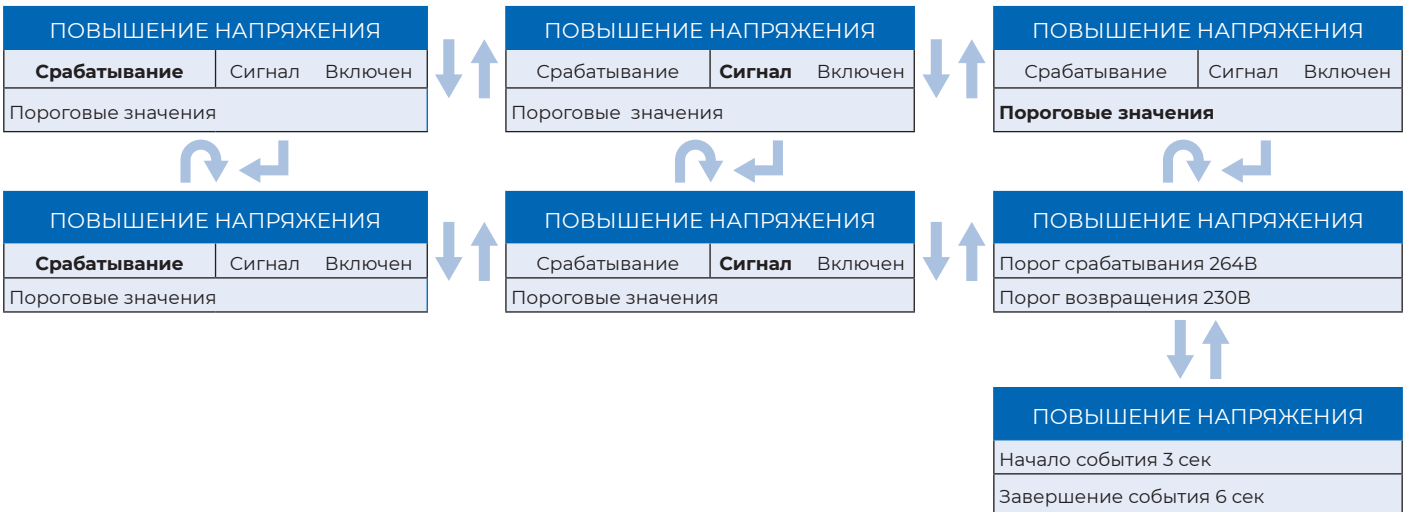 ПОВЫШЕНИЕ НАПРЯЖЕНИЯ
Срабатывание Сигнал Включен
Пороговые значения
ПОВЫШЕНИЕ НАПРЯЖЕНИЯ
Срабатывание Сигнал Включен
Пороговые значения
ПОВЫШЕНИЕ НАПРЯЖЕНИЯ
Срабатывание Сигнал Включен
Пороговые значения
ПОВЫШЕНИЕ НАПРЯЖЕНИЯ
Срабатывание Сигнал Включен
Пороговые значения
ПОВЫШЕНИЕ НАПРЯЖЕНИЯ
Срабатывание Сигнал Включен
Пороговые значения
ПОВЫШЕНИЕ НАПРЯЖЕНИЯ
Порог срабатывания 264В
Порог возвращения 230В
ПОВЫШЕНИЕ НАПРЯЖЕНИЯ
Начало события 3 сек
Завершение события 6 сек